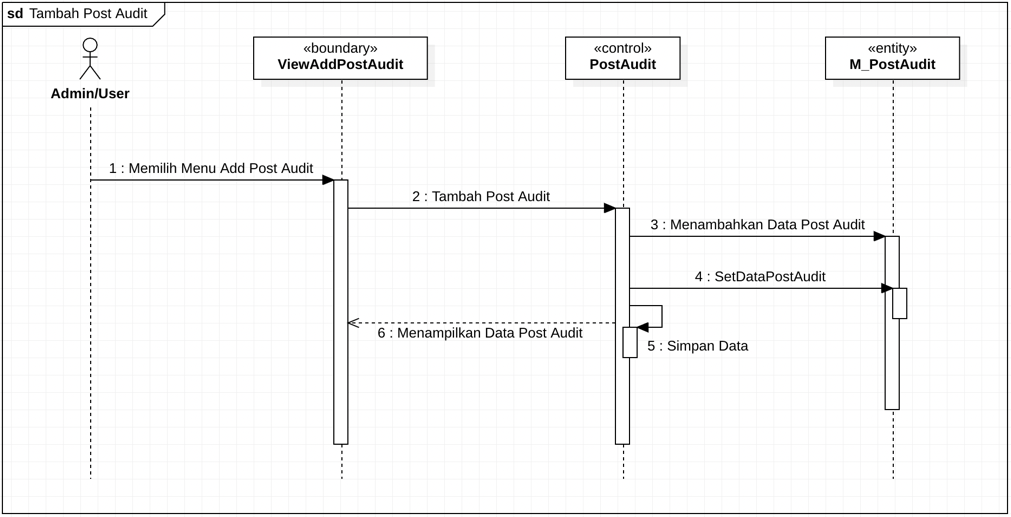 sd Tambah Post Audit
Admin/User
«boundary»
ViewAddPostAudit
«control»
PostAudit
«entity»
M_PostAudit
1 : Memilih Menu Add Post Audit
2 : Tambah Post Audit
3 : Menambahkan Data Post Audit
4 : SetDataPostAudit
6 : Menampilkan Data Post Audit
5 : Simpan Data